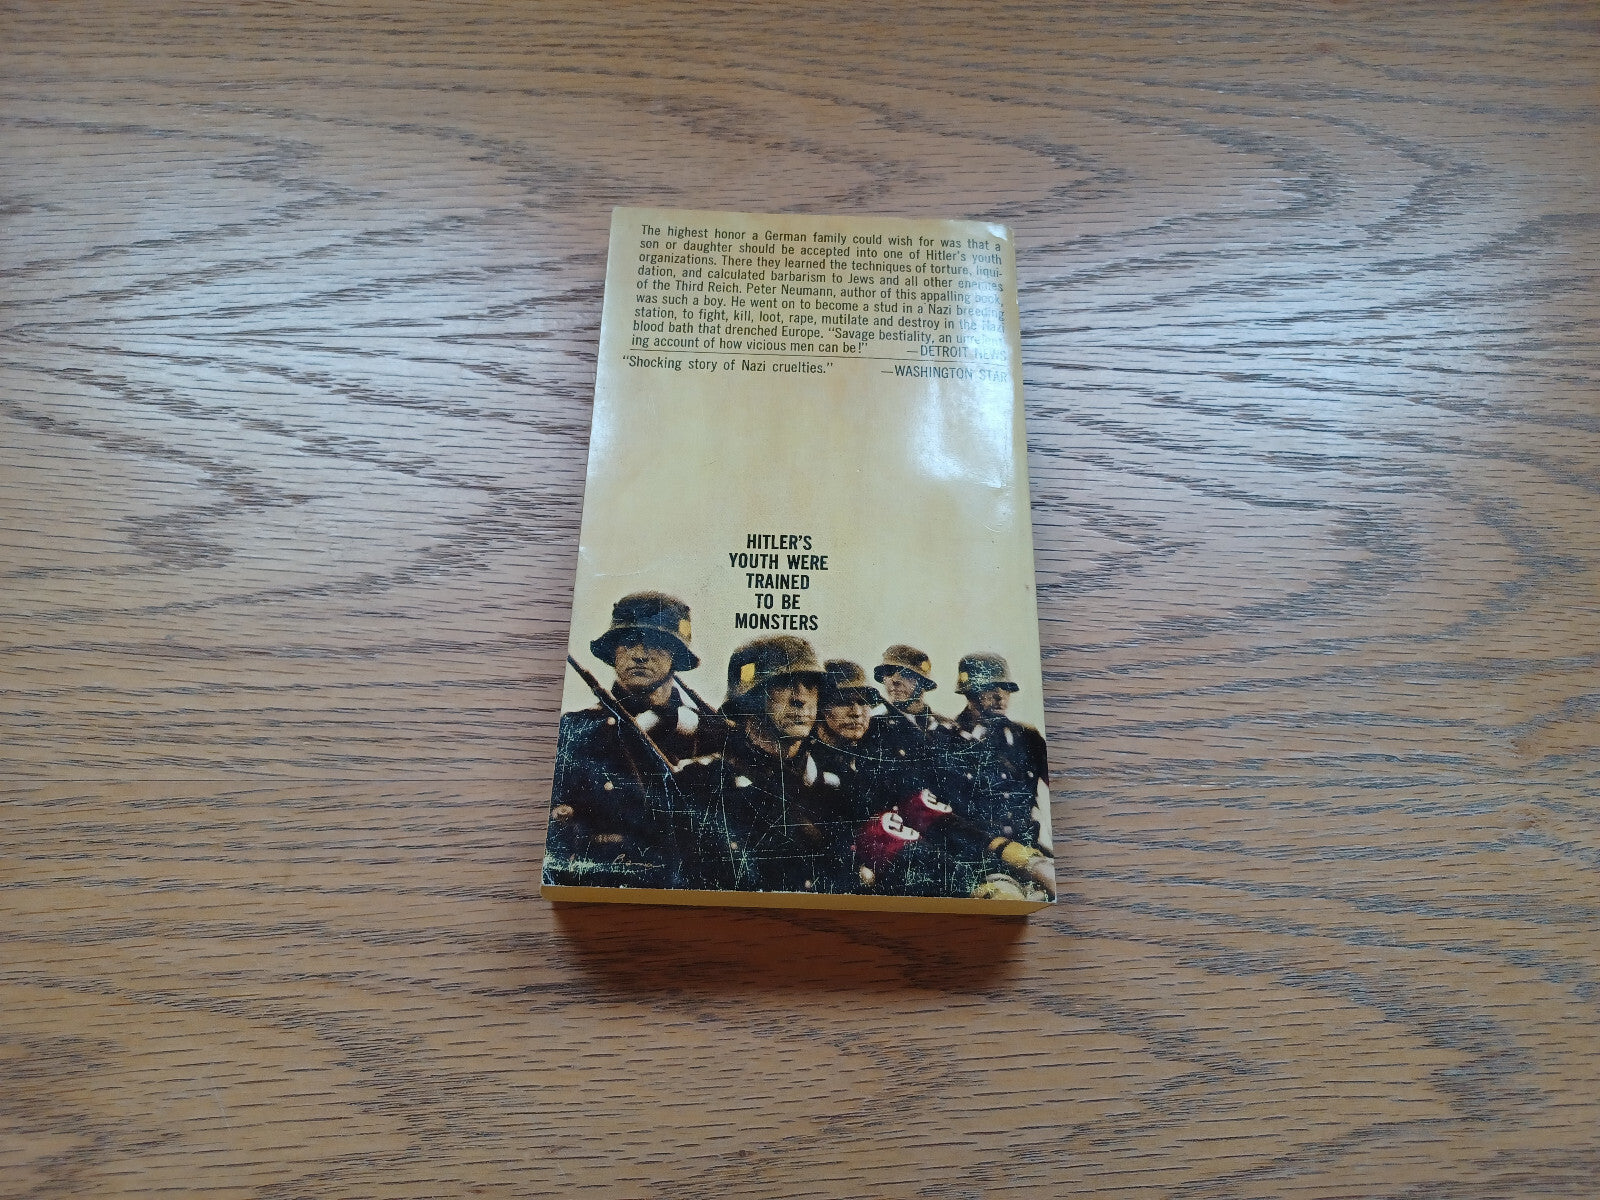 The highest honor a German family could wish for was that a
son or daughter should be accepted into one of Hitler's youth
organizations. There they learned the techniques of torture, liqui-
dation, and calculated barbarism to Jews and all other enemies
of the Third Reich. Peter Neumann, author of this appalling book,
was such a boy. He went on to become a stud in a Nazi breeding
station, to fight, kill, loot, rape, mutilate and destroy in the Nazi
blood bath that drenched Europe. "Savage bestiality, an unrelent-
ing account of how vicious men can be!" —DETROIT NEWS
"Shocking story of Nazi cruelties." —WASHINGTON STAR
HITLER'S
YOUTH WERE
TRAINED
TO BE
MONSTERS